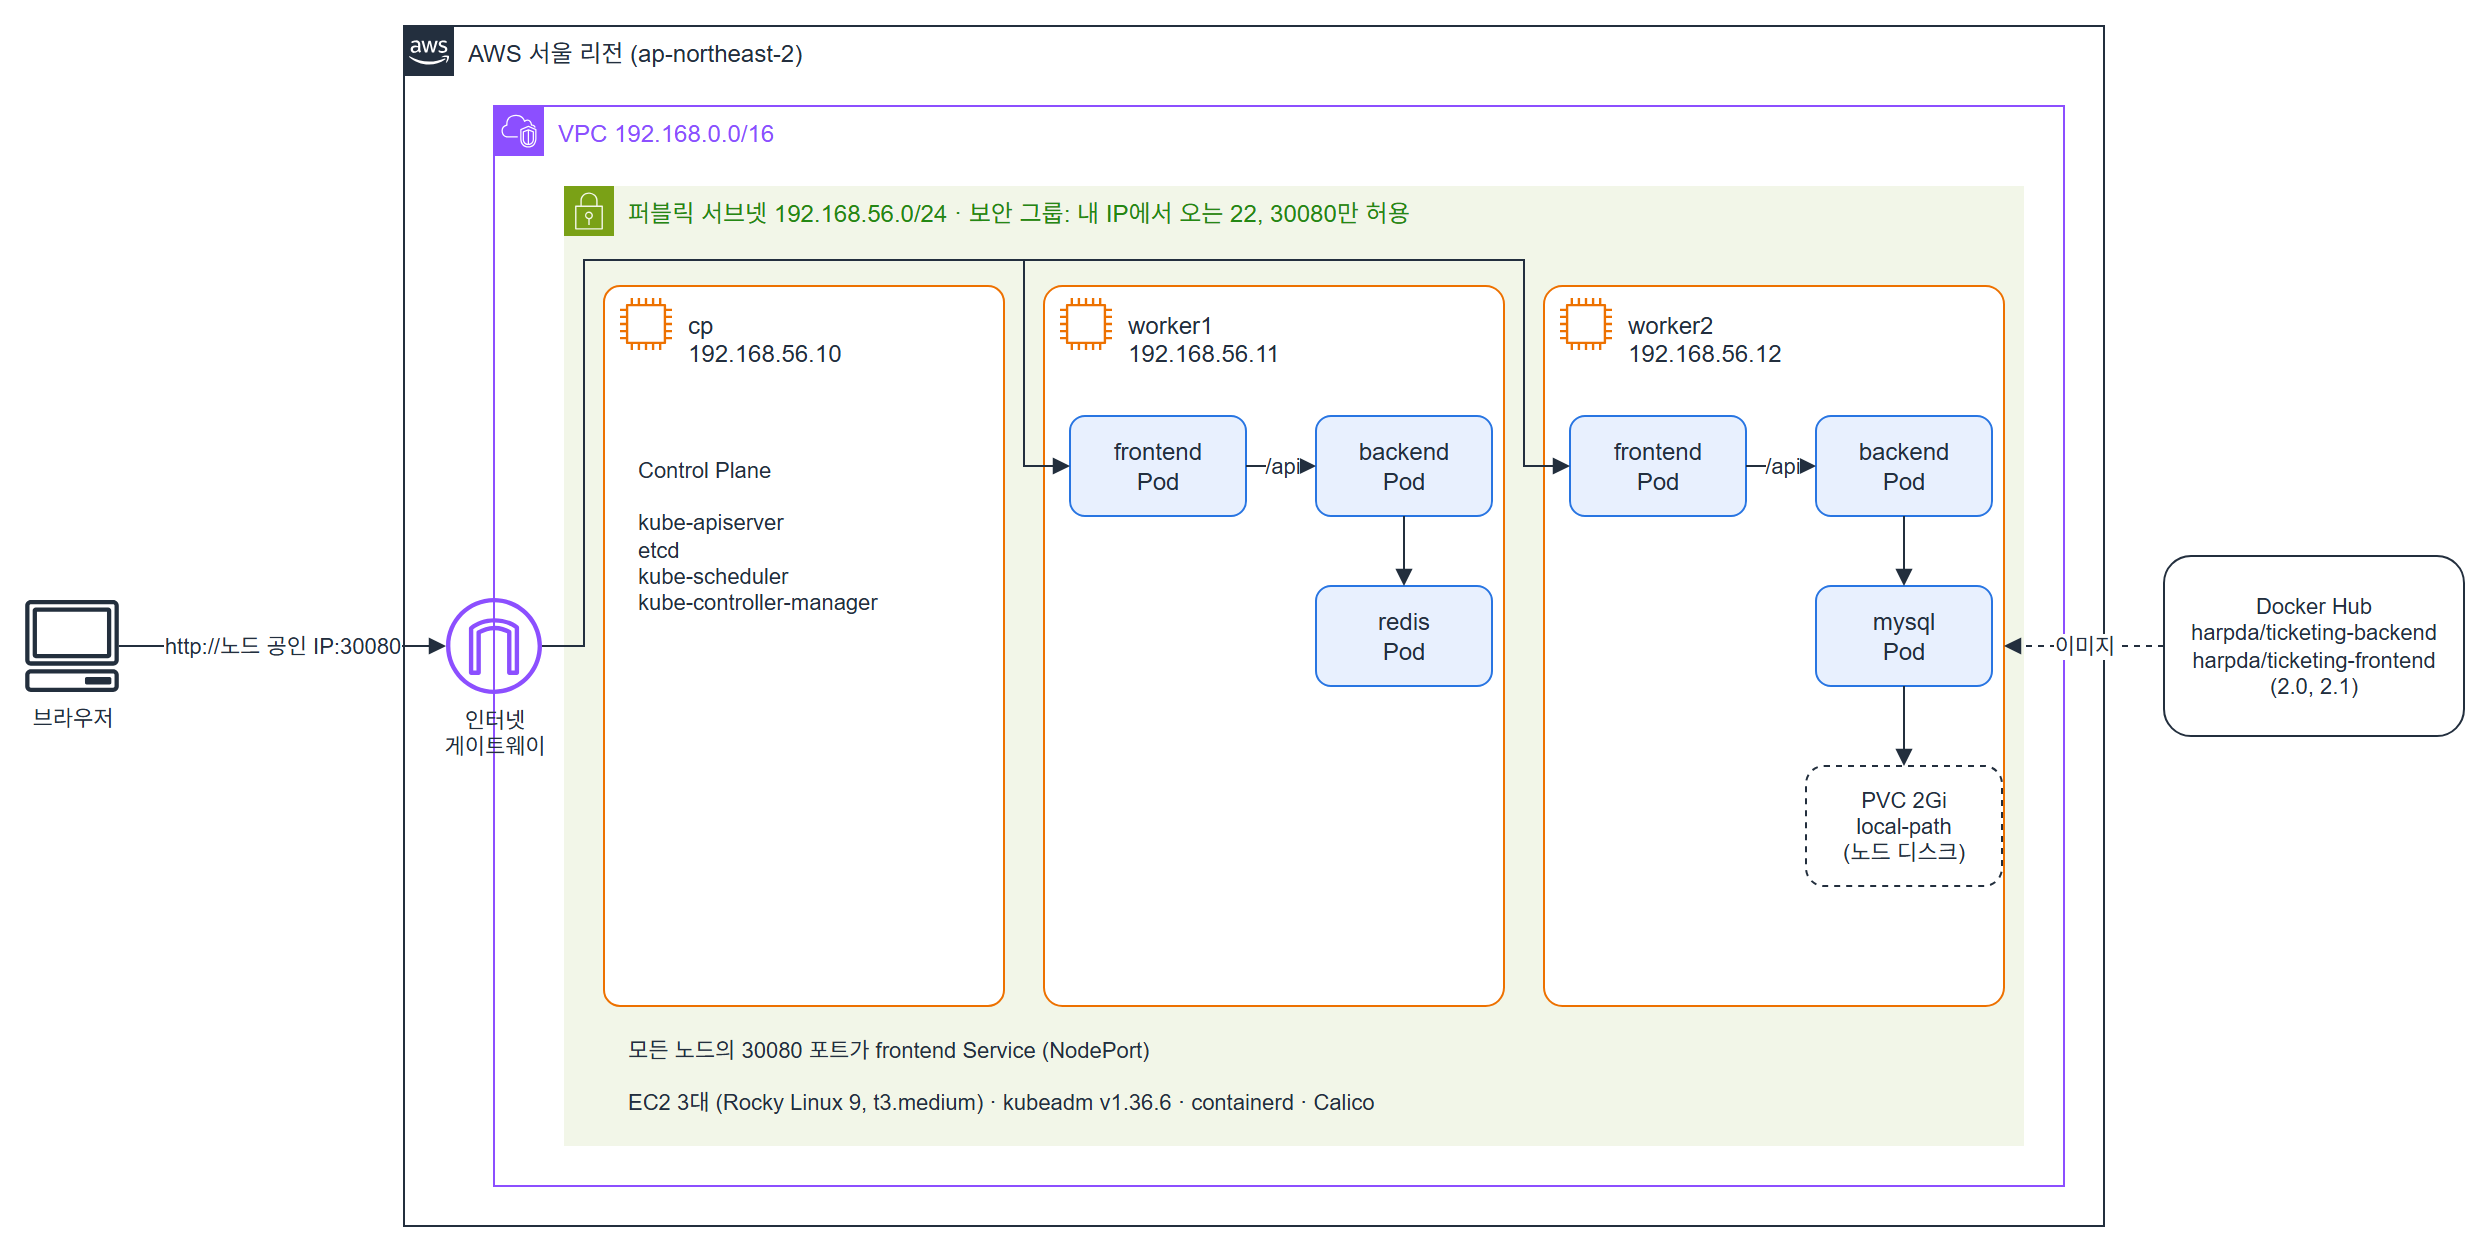 aws
AWS 서울 리전 (ap-northeast-2)
VPC 192.168.0.0/16
퍼블릭 서브넷 192.168.56.0/24 · 보안 그룹: 내 IP에서 오는 22, 30080만 허용
cp
192.168.56.10
Control Plane
kube-apiserver
etcd
kube-scheduler
kube-controller-manager
worker1
192.168.56.11
frontend
Pod
/api
backend
Pod
redis
Pod
worker2
192.168.56.12
frontend
Pod
/api
backend
Pod
mysql
Pod
PVC 2Gi
local-path
(노드 디스크)
브라우저
http://노드 공인 IP:30080
인터넷
게이트웨이
이미지
Docker Hub
harpda/ticketing-backend
harpda/ticketing-frontend
(2.0, 2.1)
모든 노드의 30080 포트가 frontend Service (NodePort)
EC2 3대 (Rocky Linux 9, t3.medium) · kubeadm v1.36.6 · containerd · Calico